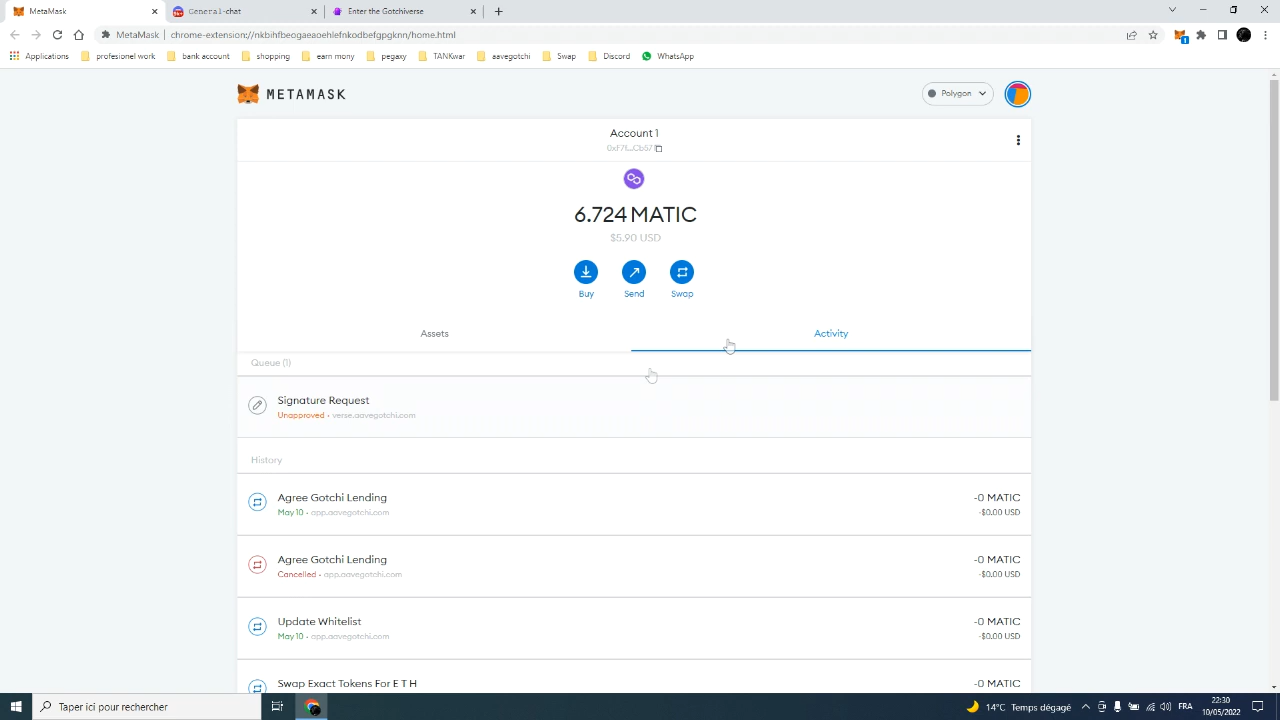 MetaMask
General-chat
Enter the Gotchiverse
MetaMask | chrome-extension://nkbihfbeogaeaoehlefnkodbefgpgknn/home.html
1
Applications profesionel work bank account shopping earn mony pegaxy TANKwar aavegotchi Swap Discord WhatsApp
METAMASK
Polygon
Account 1
6.724 MATIC
$5.90 USD
Buy Send Swap
Assets Activity
Queue (1)
Signature Request
Unapproved · verse.aavegotchi.com
History
Agree Gotchi Lending -0 MATIC
May 10 · app.aavegotchi.com -$0.00 USD
Agree Gotchi Lending -0 MATIC
Cancelled · app.aavegotchi.com -$0.00 USD
Update Whitelist -0 MATIC
May 10 · app.aavegotchi.com -$0.00 USD
Swap Exact Tokens For E T H -0 MATIC
Taper ici pour rechercher
14°C Temps dégagé
FRA
22:30
10/05/2022